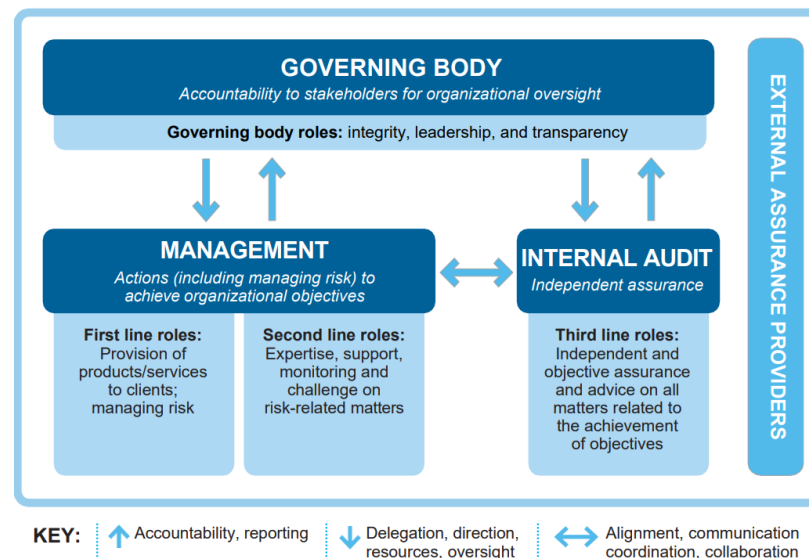 GOVERNING BODY
Accountability to stakeholders for organizational oversight
Governing body roles: integrity, leadership, and transparency
MANAGEMENT
Actions (including managing risk) to
achieve organizational objectives
First line roles:
Provision of
products/services
to clients;
managing risk
Second line roles:
Expertise, support,
monitoring and
challenge on
risk-related matters
INTERNAL AUDIT
Independent assurance
Third line roles:
Independent and
objective assurance
and advice on all
matters related to
the achievement
of objectives
EXTERNAL ASSURANCE PROVIDERS
KEY:
Accountability, reporting
Delegation, direction,
resources, oversight
Alignment, communication
coordination, collaboration